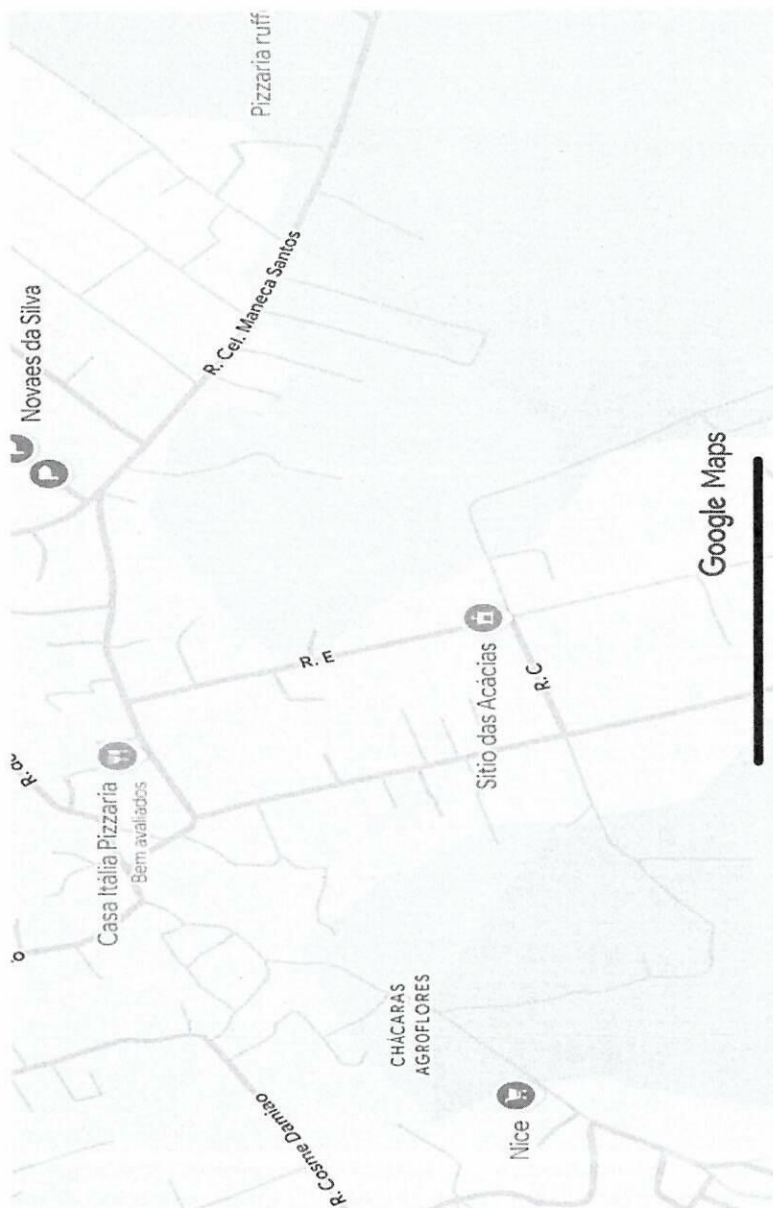 R.
Casa Itália Pizzaria
Bem avaliados
Novaes da Silva
Pizzaria ruff
R. Cel. Maneca Santos
R. E
R. Cosme Damiao
CHÁCARAS
AGROFLORES
Sítio das Acácias
R. C
Nice
Google Maps